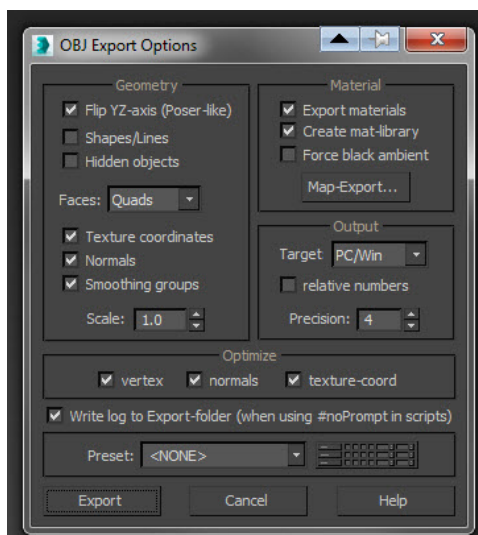 OBJ Export Options
Geometry
Flip YZ-axis (Poser-like)
Shapes/Lines
Hidden objects
Faces: Quads
Texture coordinates
Normals
Smoothing groups
Scale: 1.0
Material
Export materials
Create mat-library
Force black ambient
Map-Export...
Output
Target PC/Win
relative numbers
Precision: 4
Optimize
vertex normals texture-coord
Write log to Export-folder (when using #noPrompt in scripts)
Preset: <NONE>
Export Cancel Help